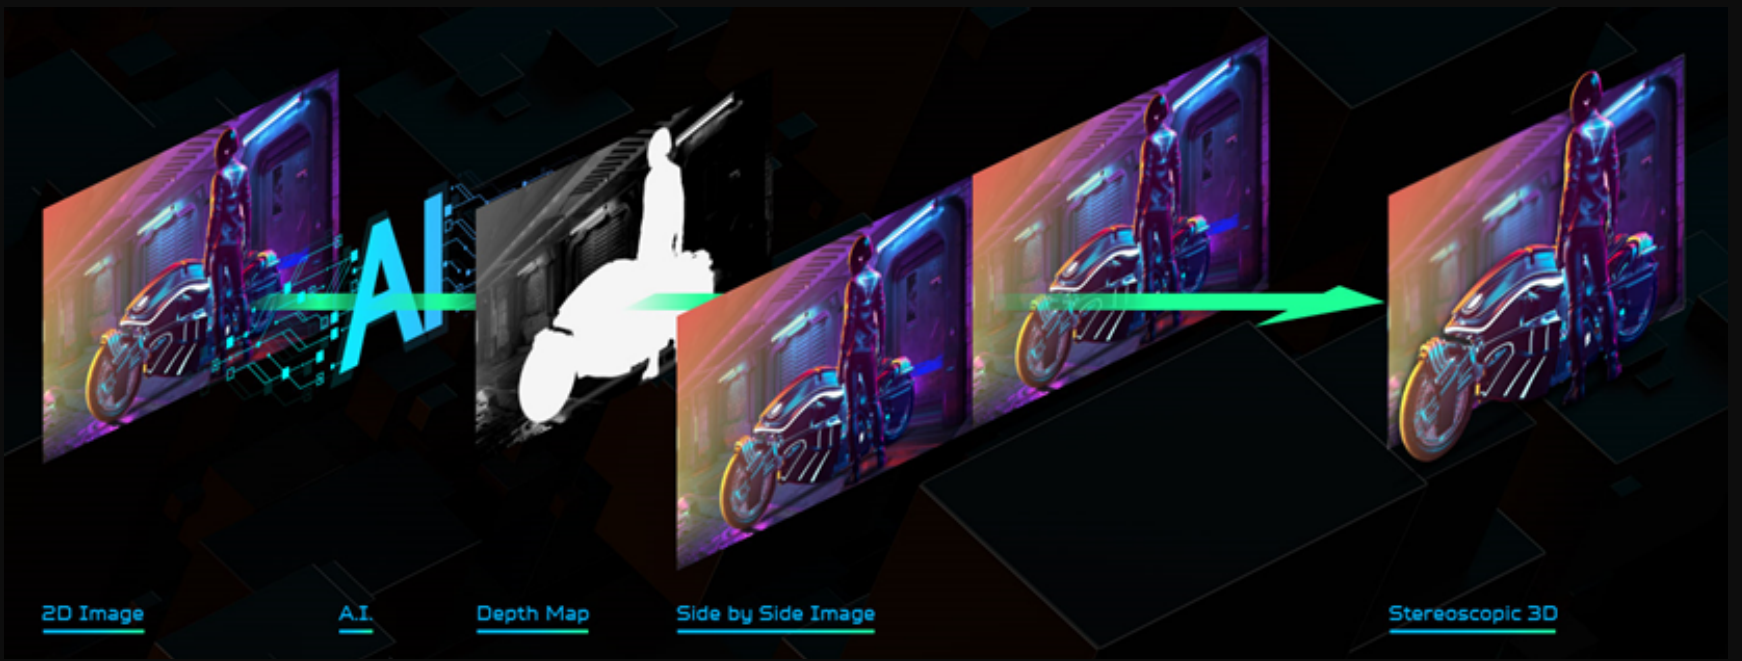 AI
2D Image
A.I.
Depth Map
Side by Side Image
Stereoscopic 3D